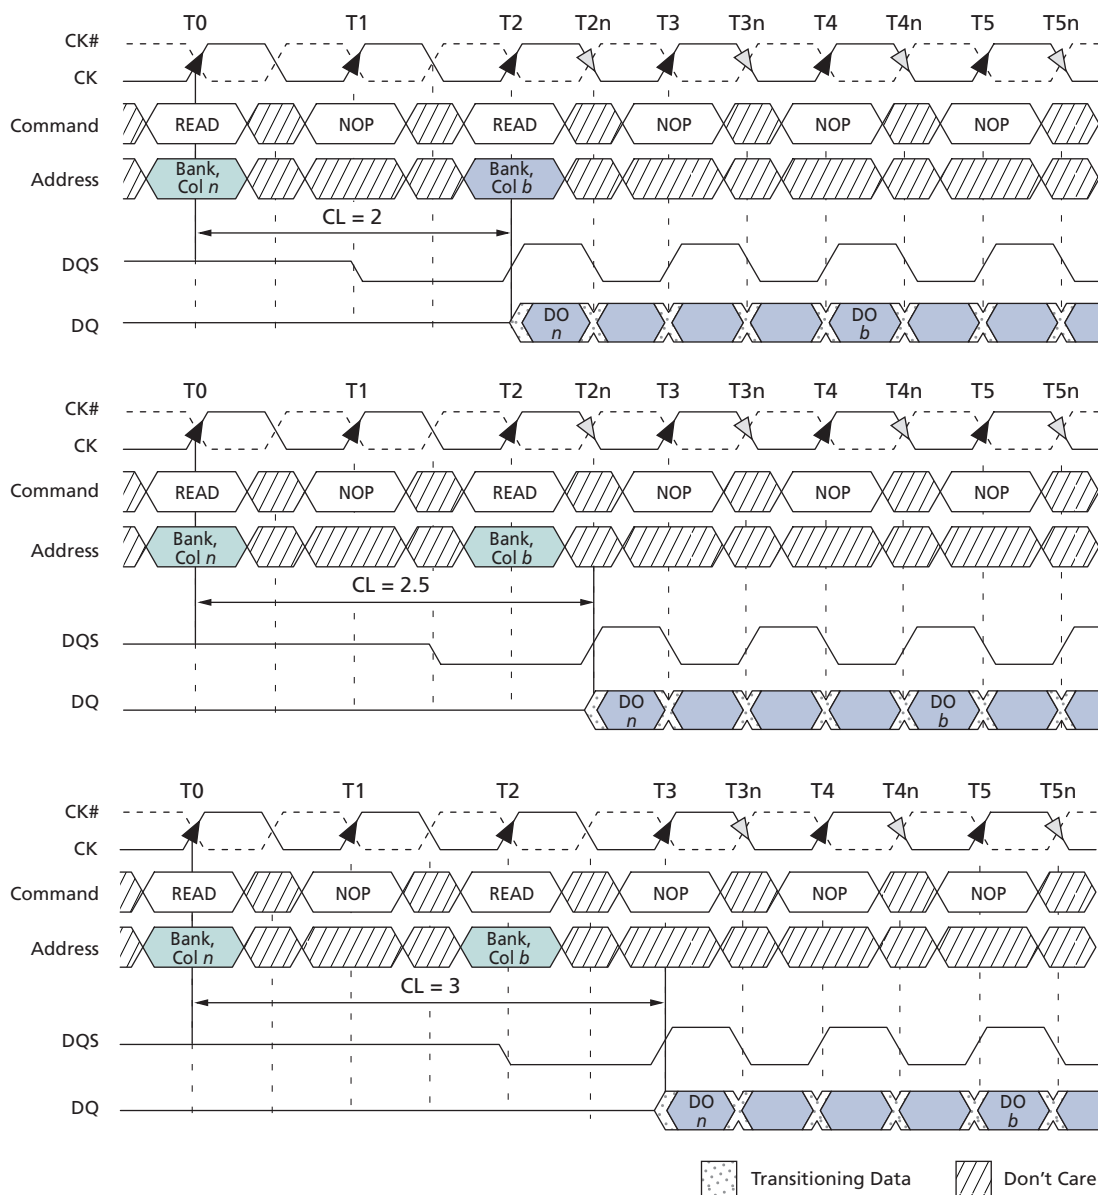 T0 T1 T2 T2n T3 T3n T4 T4n T5 T5n
CK#
CK
Command READ NOP READ NOP NOP NOP
Address Bank, Col n Bank, Col b
CL = 2
DQS
DQ DO n DO b
T0 T1 T2 T2n T3 T3n T4 T4n T5 T5n
CK#
CK
Command READ NOP READ NOP NOP NOP
Address Bank, Col n Bank, Col b
CL = 2.5
DQS
DQ DO n DO b
T0 T1 T2 T3 T3n T4 T4n T5 T5n
CK#
CK
Command READ NOP READ NOP NOP NOP
Address Bank, Col n Bank, Col b
CL = 3
DQS
DQ DO n DO b
Transitioning Data Don't Care